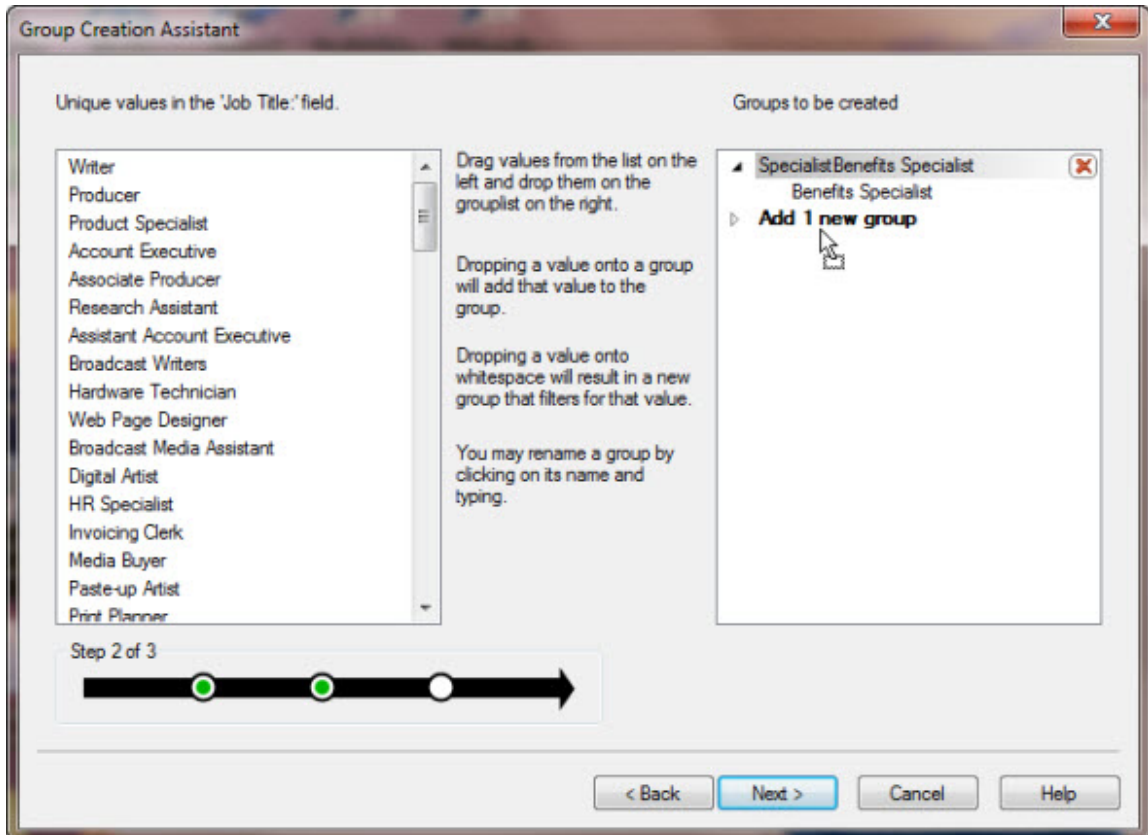 Group Creation Assistant
Unique values in the 'Job Title:' field.
Groups to be created
Writer
Producer
Product Specialist
Account Executive
Associate Producer
Research Assistant
Assistant Account Executive
Broadcast Writers
Hardware Technician
Web Page Designer
Broadcast Media Assistant
Digital Artist
HR Specialist
Invoicing Clerk
Media Buyer
Paste-up Artist
Print Planner
Drag values from the list on the
left and drop them on the
grouplist on the right.
Dropping a value onto a group
will add that value to the
group.
Dropping a value onto
whitespace will result in a new
group that filters for that value.
You may rename a group by
clicking on its name and
typing.
SpecialistBenefits Specialist
Benefits Specialist
Add 1 new group
Step 2 of 3
< Back
Next >
Cancel
Help